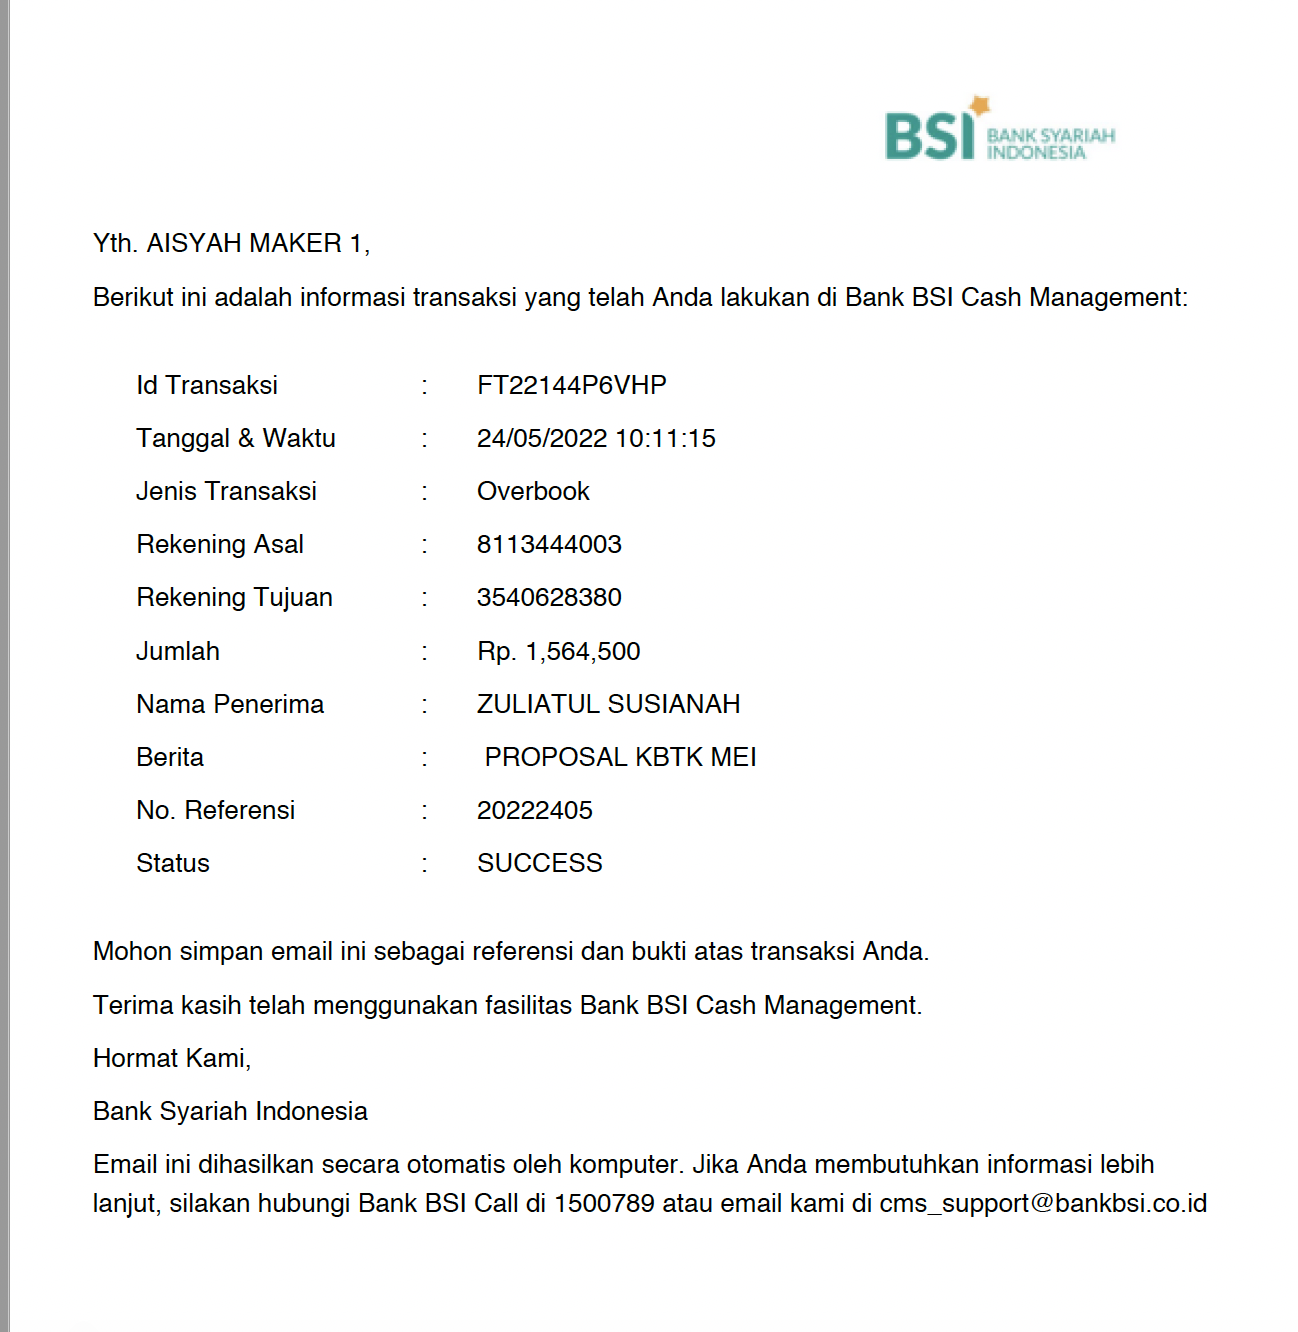 BSI BANK SYARIAH
INDONESIA
Yth. AISYAH MAKER 1,
Berikut ini adalah informasi transaksi yang telah Anda lakukan di Bank BSI Cash Management:
Id Transaksi : FT22144P6VHP
Tanggal & Waktu : 24/05/2022 10:11:15
Jenis Transaksi : Overbook
Rekening Asal : 8113444003
Rekening Tujuan : 3540628380
Jumlah : Rp. 1,564,500
Nama Penerima : ZULIATUL SUSIANAH
Berita : PROPOSAL KBTK MEI
No. Referensi : 20222405
Status : SUCCESS
Mohon simpan email ini sebagai referensi dan bukti atas transaksi Anda.
Terima kasih telah menggunakan fasilitas Bank BSI Cash Management.
Hormat Kami,
Bank Syariah Indonesia
Email ini dihasilkan secara otomatis oleh komputer. Jika Anda membutuhkan informasi lebih
lanjut, silakan hubungi Bank BSI Call di 1500789 atau email kami di cms_support@bankbsi.co.id